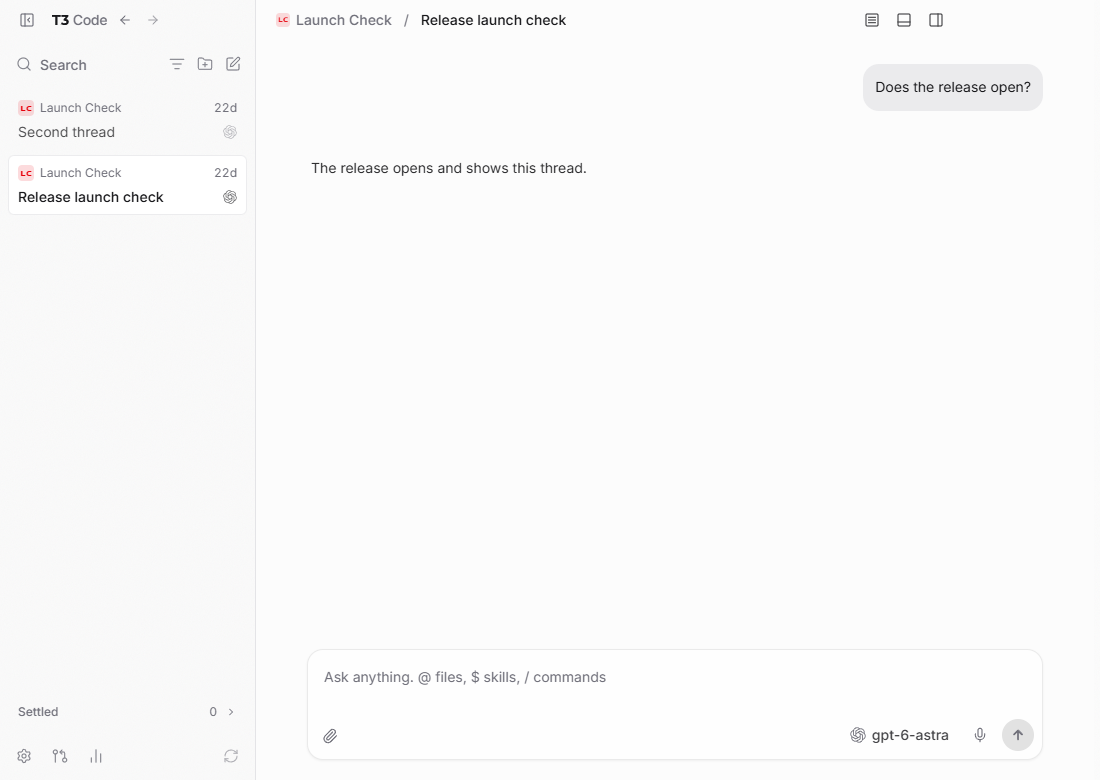 T3 Code
LC Launch Check / Release launch check
Search
LC Launch Check 22d
Second thread
LC Launch Check 22d
Release launch check
Does the release open?
The release opens and shows this thread.
Ask anything. @ files, $ skills, / commands
gpt-6-astra
Settled 0